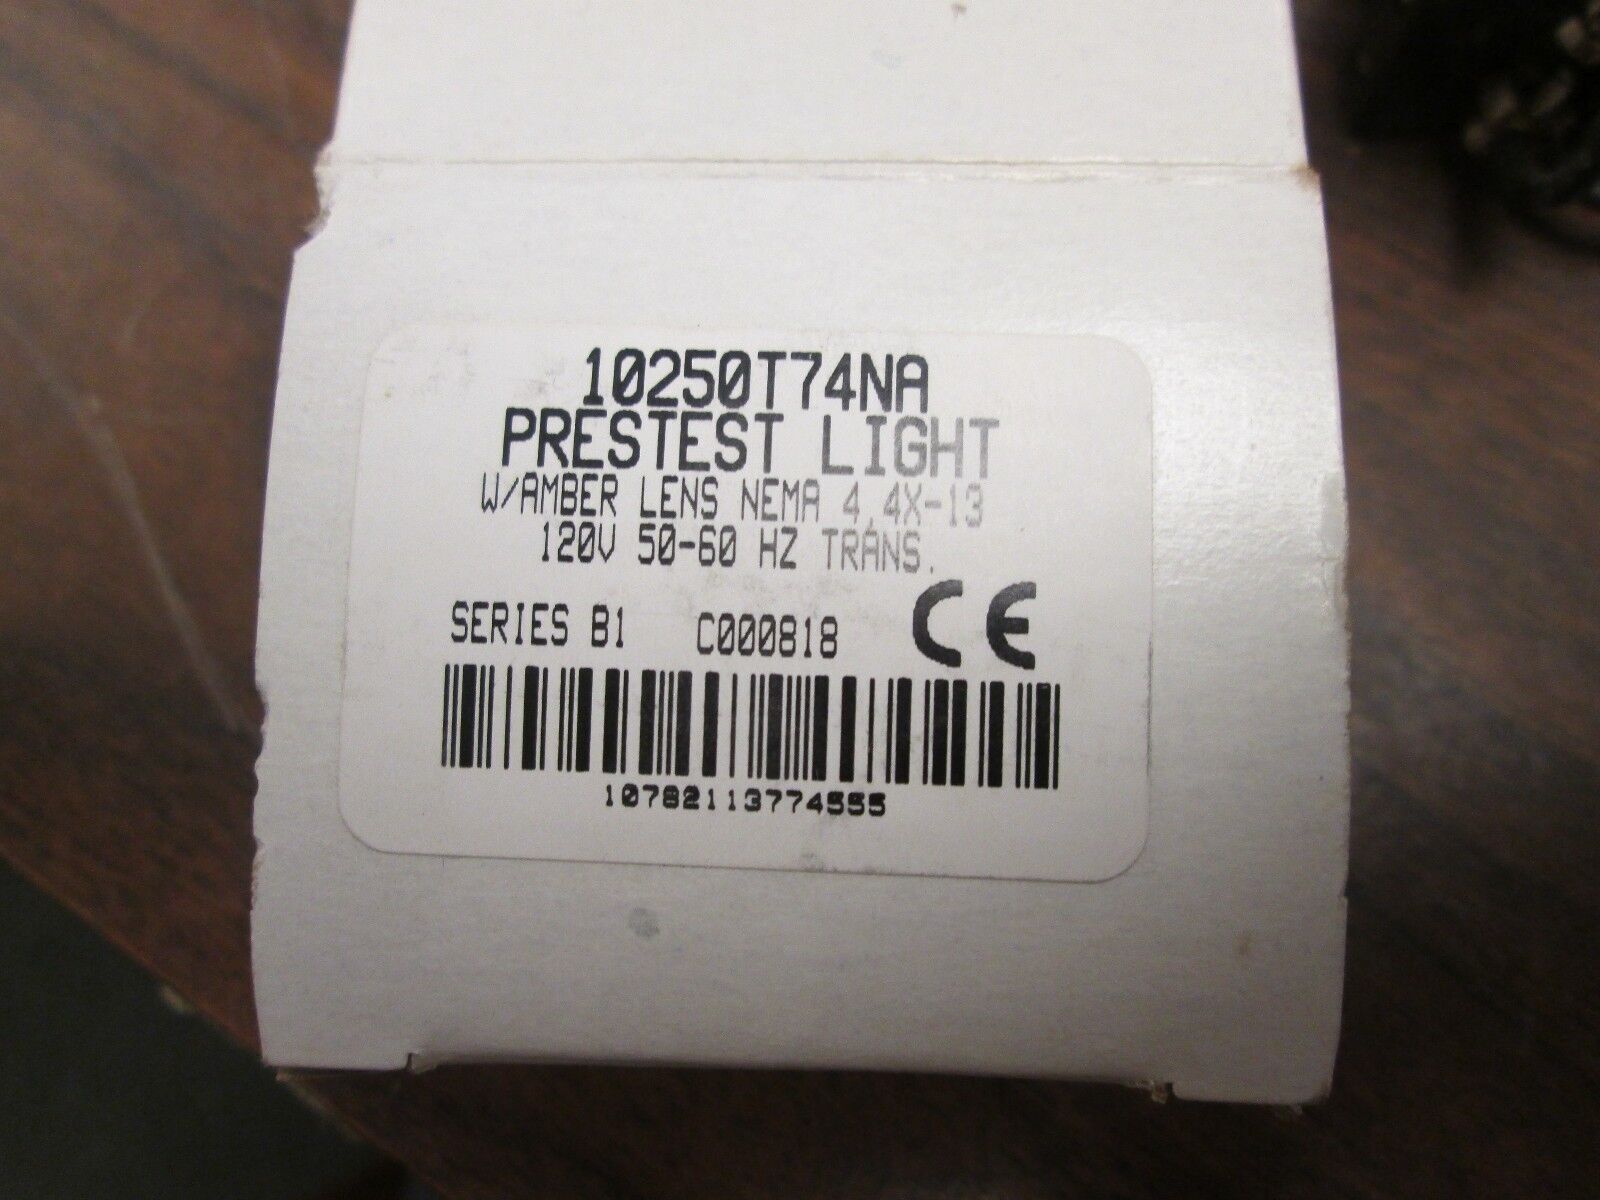 10250T74NA
PRESTEST LIGHT
W/AMBER LENS NEMA 4,4X-13
120V 50-60 HZ TRANS.
SERIES B1 C000818 CE
10782113774555